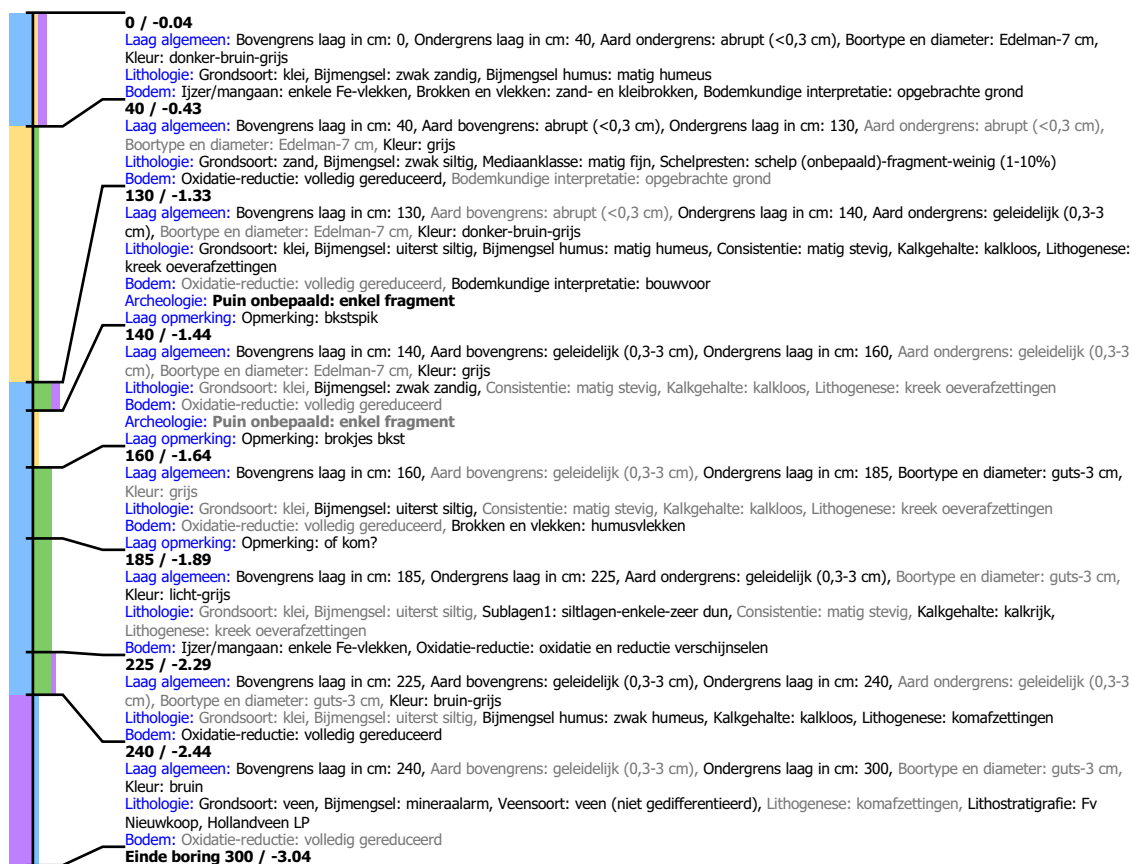 0 / -0.04
Laag algemeen: Bovengrens laag in cm: 0, Ondergrens laag in cm: 40, Aard ondergrens: abrupt (<0,3 cm), Boortype en diameter: Edelman-7 cm,
Kleur: donker-bruin-grijs
Lithologie: Grondsoort: klei, Bijmengsel: zwak zandig, Bijmengsel humus: matig humeus
Bodem: Ijzer/mangaan: enkele Fe-vlekken, Brokken en vlekken: zand- en kleibrokken, Bodemkundige interpretatie: opgebrachte grond
40 / -0.43
Laag algemeen: Bovengrens laag in cm: 40, Aard bovengrens: abrupt (<0,3 cm), Ondergrens laag in cm: 130, Aard ondergrens: abrupt (<0,3 cm),
Boortype en diameter: Edelman-7 cm, Kleur: grijs
Lithologie: Grondsoort: zand, Bijmengsel: zwak siltig, Mediaanklasse: matig fijn, Schelpresten: schelp (onbepaald)-fragment-weinig (1-10%)
Bodem: Oxidatie-reductie: volledig gereduceerd, Bodemkundige interpretatie: opgebrachte grond
130 / -1.33
Laag algemeen: Bovengrens laag in cm: 130, Aard bovengrens: abrupt (<0,3 cm), Ondergrens laag in cm: 140, Aard ondergrens: geleidelijk (0,3-3
cm), Boortype en diameter: Edelman-7 cm, Kleur: donker-bruin-grijs
Lithologie: Grondsoort: klei, Bijmengsel: uiterst siltig, Bijmengsel humus: matig humeus, Consistentie: matig stevig, Kalkgehalte: kalkloos, Lithogenese:
kreek oeverafzettingen
Bodem: Oxidatie-reductie: volledig gereduceerd, Bodemkundige interpretatie: bouwvoor
Archeologie: Puin onbepaald: enkel fragment
Laag opmerking: Opmerking: bkstspik
140 / -1.44
Laag algemeen: Bovengrens laag in cm: 140, Aard bovengrens: geleidelijk (0,3-3 cm), Ondergrens laag in cm: 160, Aard ondergrens: geleidelijk (0,3-3
cm), Boortype en diameter: Edelman-7 cm, Kleur: grijs
Lithologie: Grondsoort: klei, Bijmengsel: zwak zandig, Consistentie: matig stevig, Kalkgehalte: kalkloos, Lithogenese: kreek oeverafzettingen
Bodem: Oxidatie-reductie: volledig gereduceerd
Archeologie: Puin onbepaald: enkel fragment
Laag opmerking: Opmerking: brokjes bkst
160 / -1.64
Laag algemeen: Bovengrens laag in cm: 160, Aard bovengrens: geleidelijk (0,3-3 cm), Ondergrens laag in cm: 185, Boortype en diameter: guts-3 cm,
Kleur: grijs
Lithologie: Grondsoort: klei, Bijmengsel: uiterst siltig, Consistentie: matig stevig, Kalkgehalte: kalkloos, Lithogenese: kreek oeverafzettingen
Bodem: Oxidatie-reductie: volledig gereduceerd, Brokken en vlekken: humusvlekken
Laag opmerking: Opmerking: of kom?
185 / -1.89
Laag algemeen: Bovengrens laag in cm: 185, Ondergrens laag in cm: 225, Aard ondergrens: geleidelijk (0,3-3 cm), Boortype en diameter: guts-3 cm,
Kleur: licht-grijs
Lithologie: Grondsoort: klei, Bijmengsel: uiterst siltig, Sublagen1: siltlagen-enkele-zeer dun, Consistentie: matig stevig, Kalkgehalte: kalkrijk,
Lithogenese: kreek oeverafzettingen
Bodem: Ijzer/mangaan: enkele Fe-vlekken, Oxidatie-reductie: oxidatie en reductie verschijnselen
225 / -2.29
Laag algemeen: Bovengrens laag in cm: 225, Aard bovengrens: geleidelijk (0,3-3 cm), Ondergrens laag in cm: 240, Aard ondergrens: geleidelijk (0,3-3
cm), Boortype en diameter: guts-3 cm, Kleur: bruin-grijs
Lithologie: Grondsoort: klei, Bijmengsel: uiterst siltig, Bijmengsel humus: zwak humeus, Kalkgehalte: kalkloos, Lithogenese: komafzettingen
Bodem: Oxidatie-reductie: volledig gereduceerd
240 / -2.44
Laag algemeen: Bovengrens laag in cm: 240, Aard bovengrens: geleidelijk (0,3-3 cm), Ondergrens laag in cm: 300, Boortype en diameter: guts-3 cm,
Kleur: bruin
Lithologie: Grondsoort: veen, Bijmengsel: mineraalarm, Veensoort: veen (niet gedifferentieerd), Lithogenese: komafzettingen, Lithostratigrafie: Fv
Nieuwkoop, Hollandveen LP
Bodem: Oxidatie-reductie: volledig gereduceerd
Einde boring 300 / -3.04